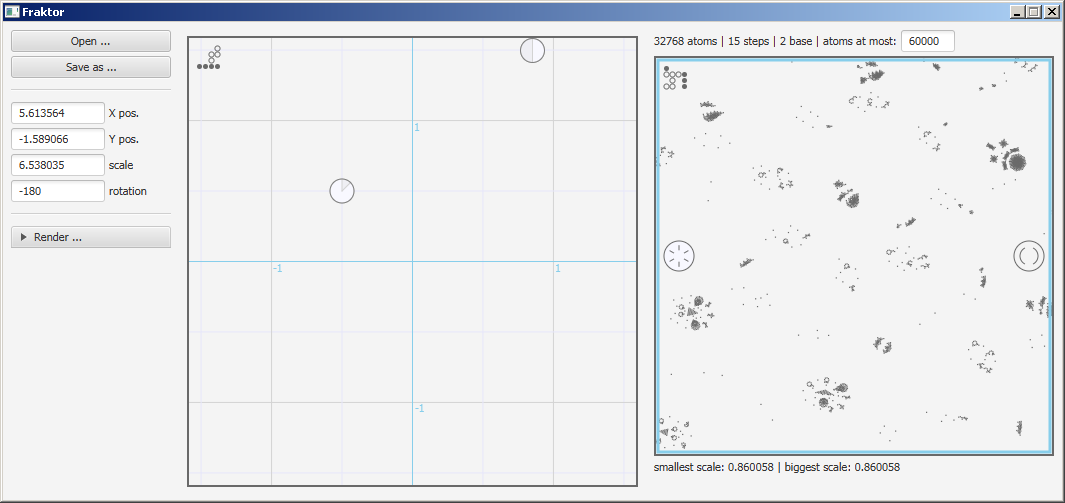 Fraktor
Open ...
Save as ...
5.613564 X pos.
-1.589066 Y pos.
6.538035 scale
-180 rotation
Render ...
1
-1
1
-1
32768 atoms | 15 steps | 2 base | atoms at most: 60000
smallest scale: 0.860058 | biggest scale: 0.860058